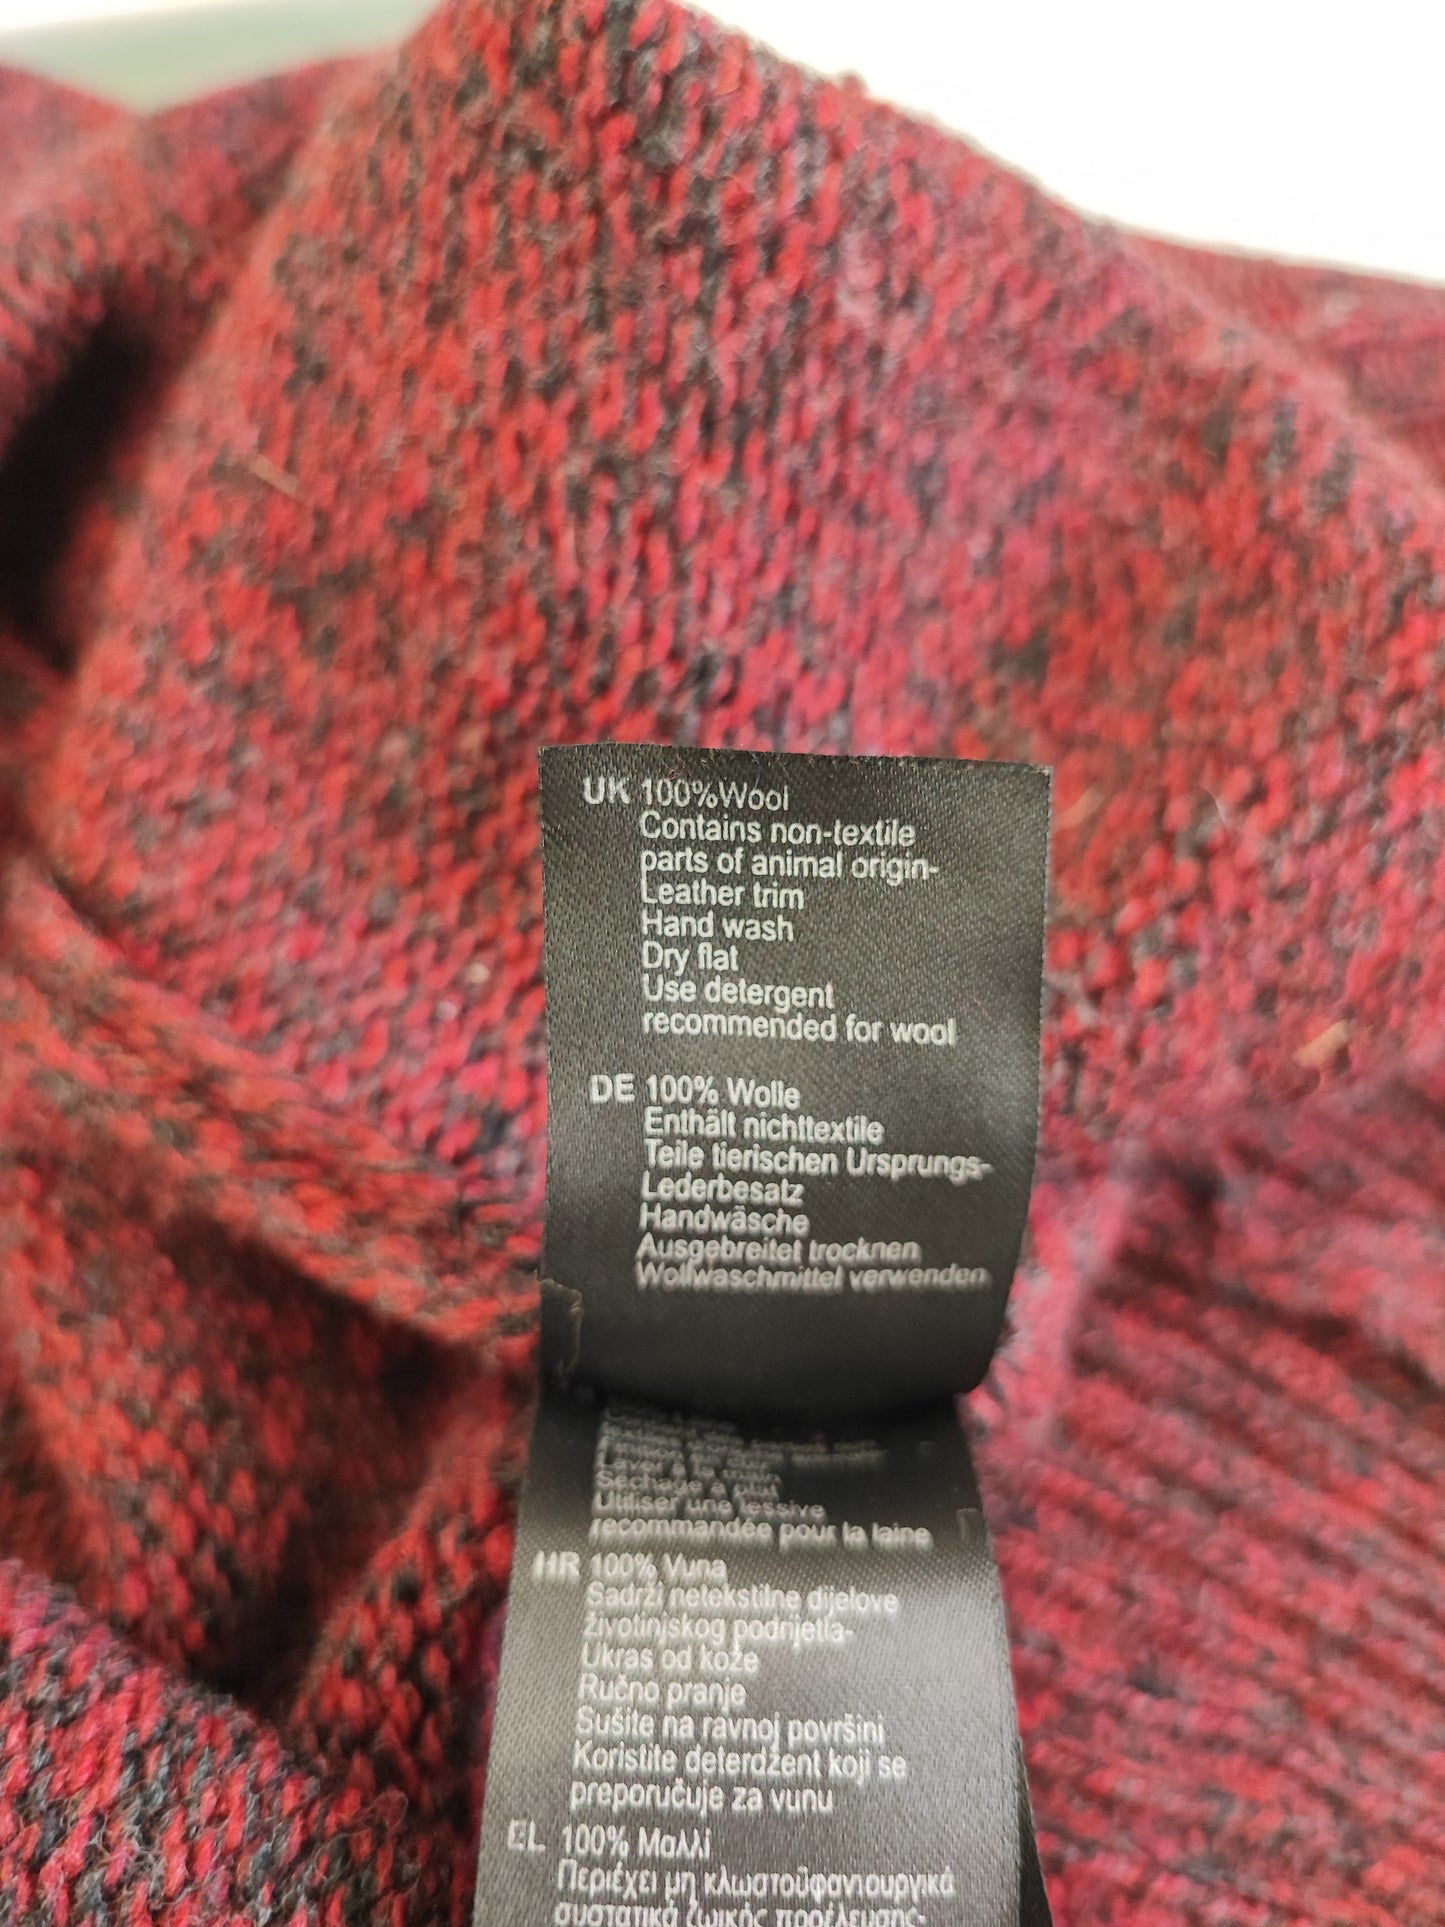 UK 100%Wool
Contains non-textile
parts of animal origin-
Leather trim
Hand wash
Dry flat
Use detergent
recommended for wool
DE 100% Wolle
Enthält nichttextile
Teile tierischen Ursprungs-
Lederbesatz
Handwäsche
Ausgebreitet trocknen
Wollwaschmittel verwenden
Laver à la main
Séchage à plat
Utiliser une lessive
recommandée pour la laine
HR 100% Vuna
Sadrži netekstilne dijelove
životinjskog podrijetla-
Ukras od kože
Ručno pranje
Sušite na ravnoj površini
Koristite deterdžent koji se
preporučuje za vunu
EL 100% Μαλλί
Περιέχει μη κλωστοϋφαντουργικά
συστατικά ζωικής προέλευσης-